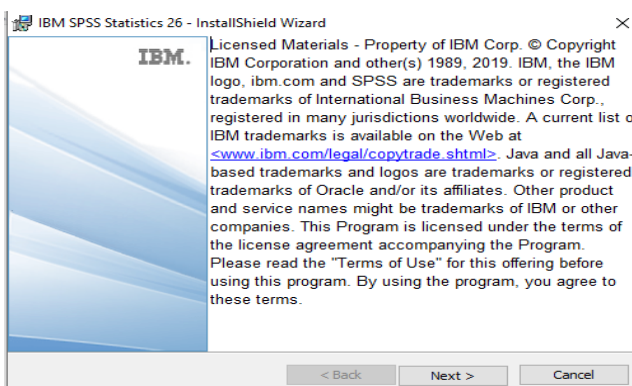 IBM SPSS Statistics 26 - InstallShield Wizard
IBM.
Licensed Materials - Property of IBM Corp. © Copyright
IBM Corporation and other(s) 1989, 2019. IBM, the IBM
logo, ibm.com and SPSS are trademarks or registered
trademarks of International Business Machines Corp.,
registered in many jurisdictions worldwide. A current list o
IBM trademarks is available on the Web at
<www.ibm.com/legal/copytrade.shtml>. Java and all Java-
based trademarks and logos are trademarks or registered
trademarks of Oracle and/or its affiliates. Other product
and service names might be trademarks of IBM or other
companies. This Program is licensed under the terms of
the license agreement accompanying the Program.
Please read the "Terms of Use" for this offering before
using this program. By using the program, you agree to
these terms.
< Back Next > Cancel